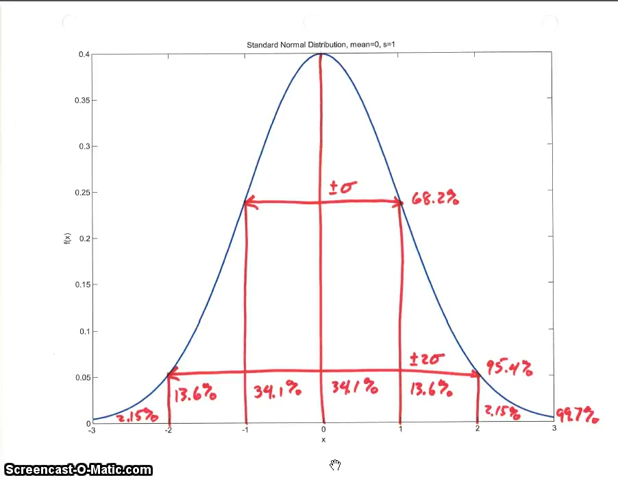 Standard Normal Distribution, mean=0, s=1
0.4
0.35
0.3
0.25
0.2
0.15
0.1
0.05
0
f(x)
±σ
68.2%
±2σ
95.4%
13.6% 34.1% 34.1% 13.6%
2.15% 2.15% 99.7%
-3 -2 -1 0 1 2 3
x
Screencast-O-Matic.com